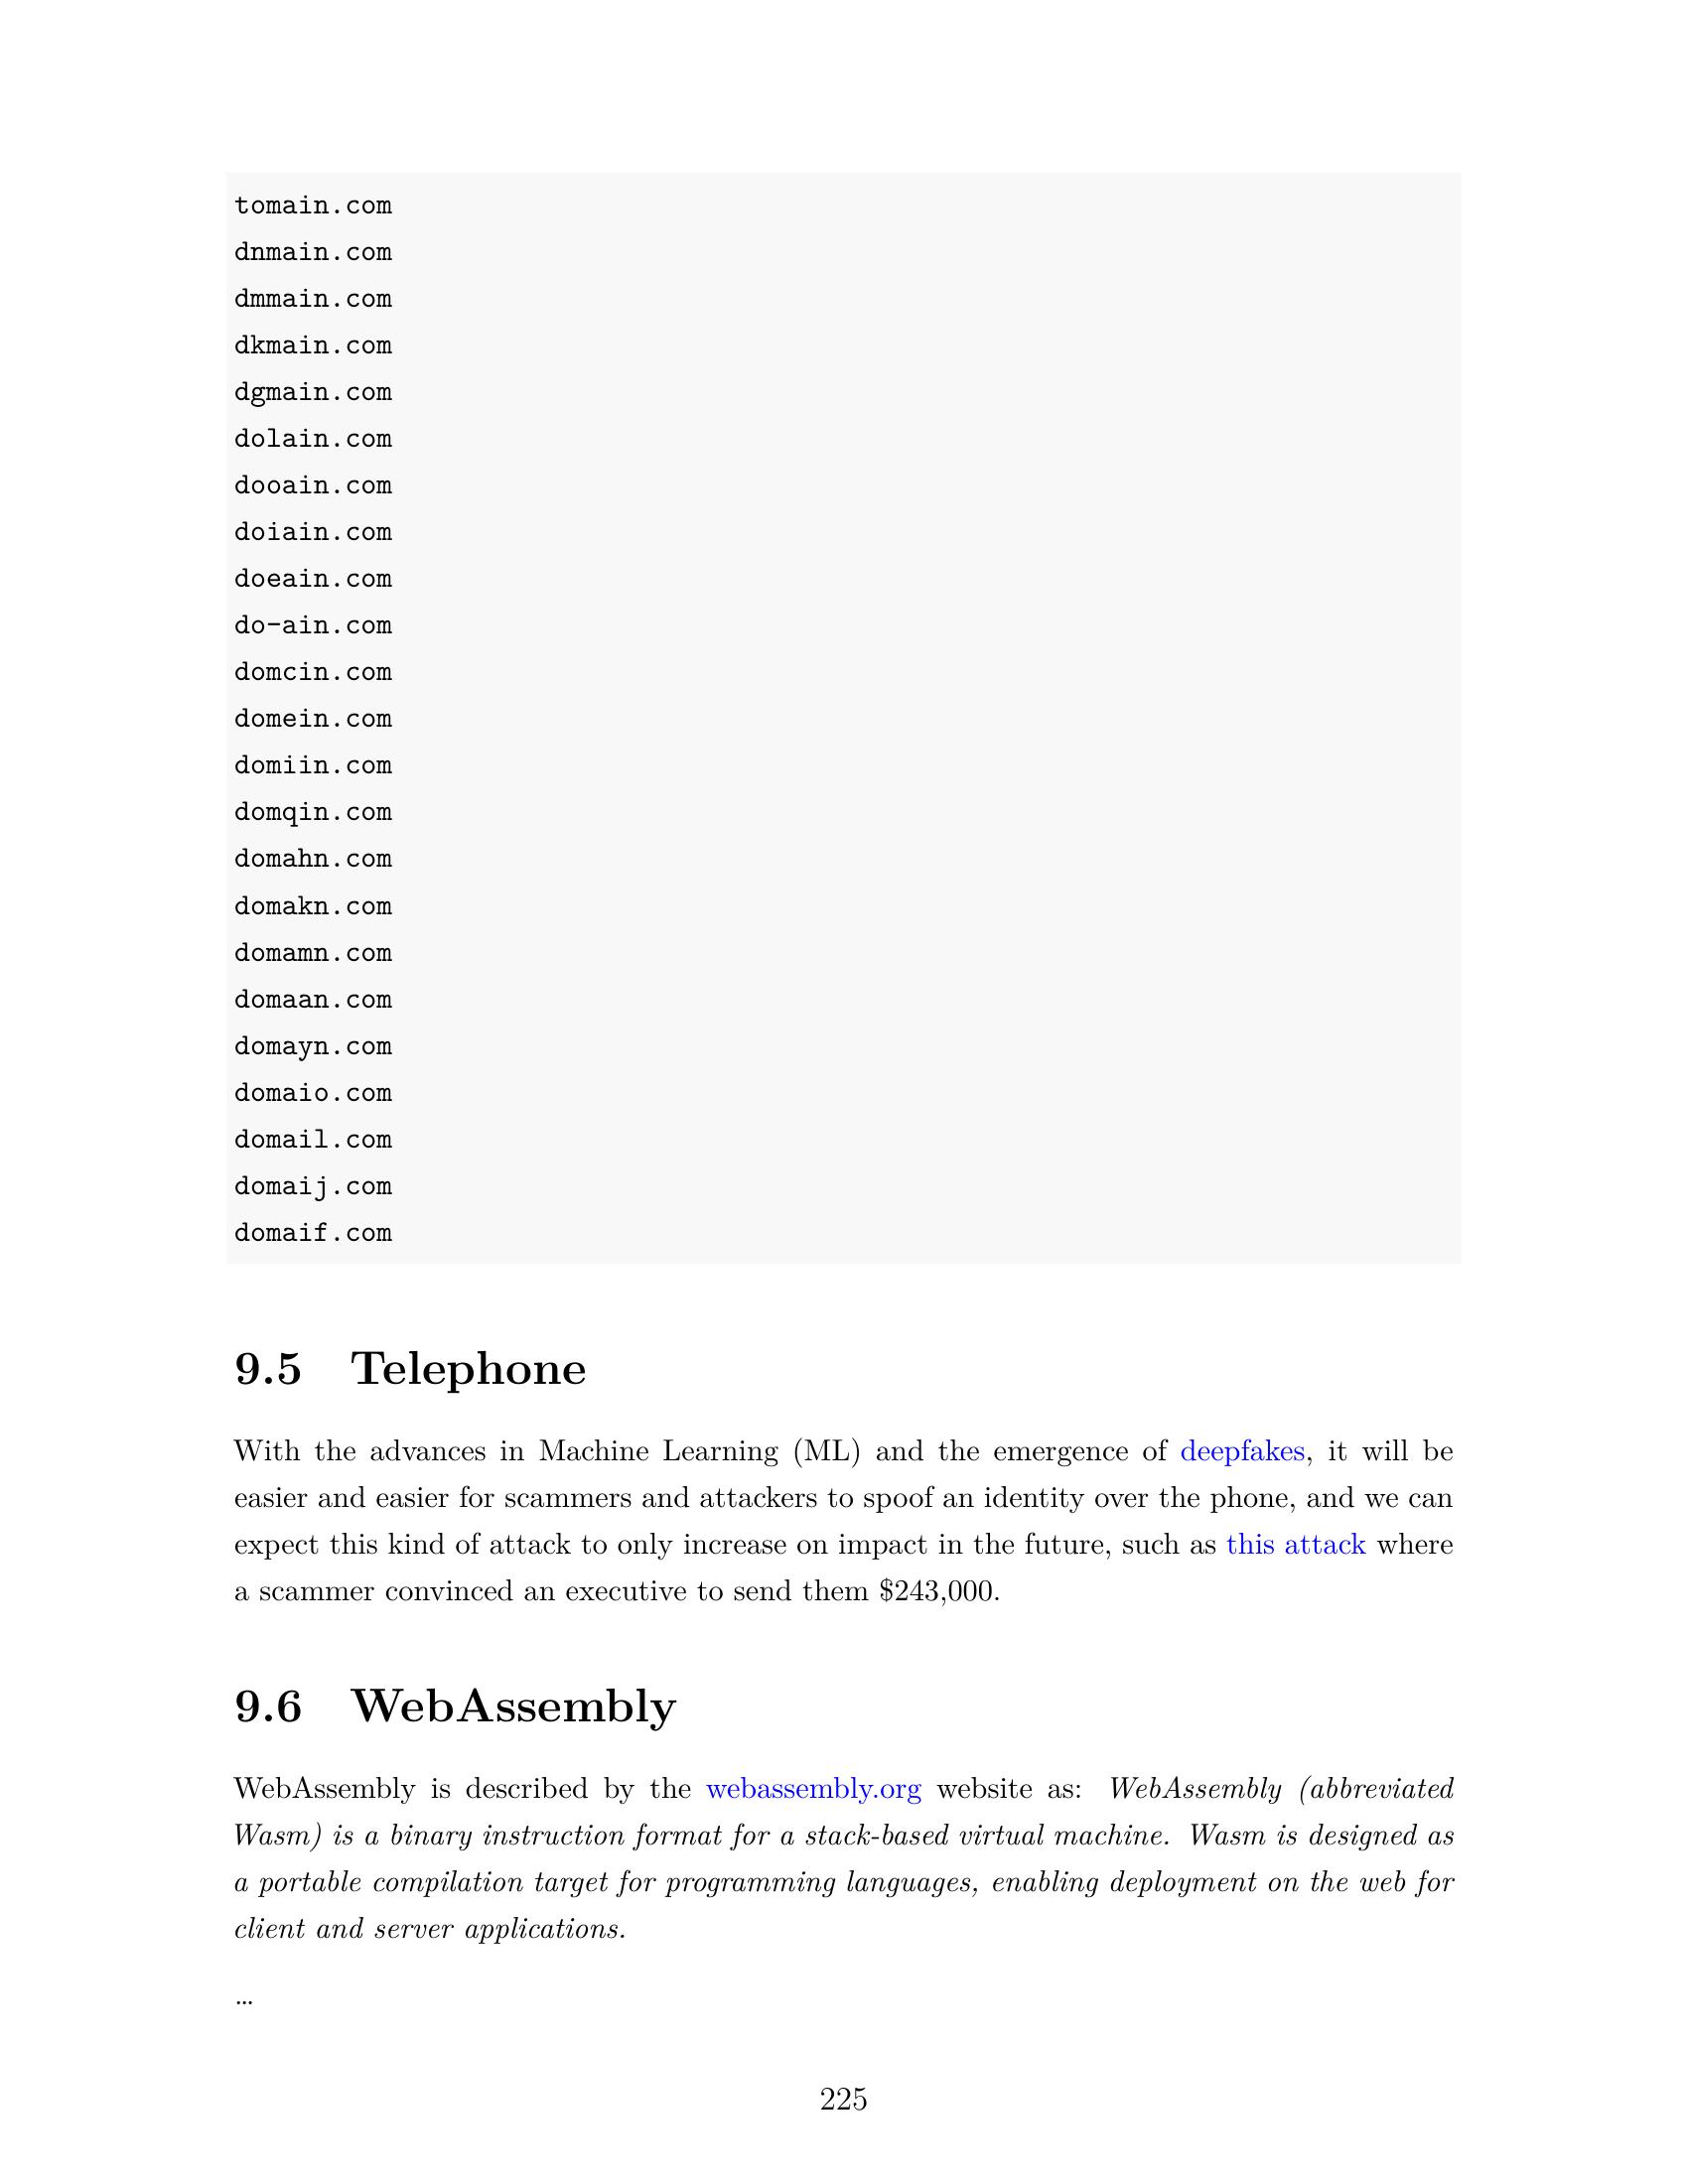 tomain.com
dnmain.com
dmmain.com
dkmain.com
dgmain.com
dolain.com
dooain.com
doiain.com
doeain.com
do-ain.com
domcin.com
domein.com
domiin.com
domqin.com
domahn.com
domakn.com
domamn.com
domaan.com
domayn.com
domaio.com
domail.com
domaij.com
domaif.com
9.5 Telephone
With the advances in Machine Learning (ML) and the emergence of deepfakes, it will be
easier and easier for scammers and attackers to spoof an identity over the phone, and we can
expect this kind of attack to only increase on impact in the future, such as this attack where
a scammer convinced an executive to send them $243,000.
9.6 WebAssembly
WebAssembly is described by the webassembly.org website as: WebAssembly (abbreviated
Wasm) is a binary instruction format for a stack-based virtual machine. Wasm is designed as
a portable compilation target for programming languages, enabling deployment on the web for
client and server applications.
…
225